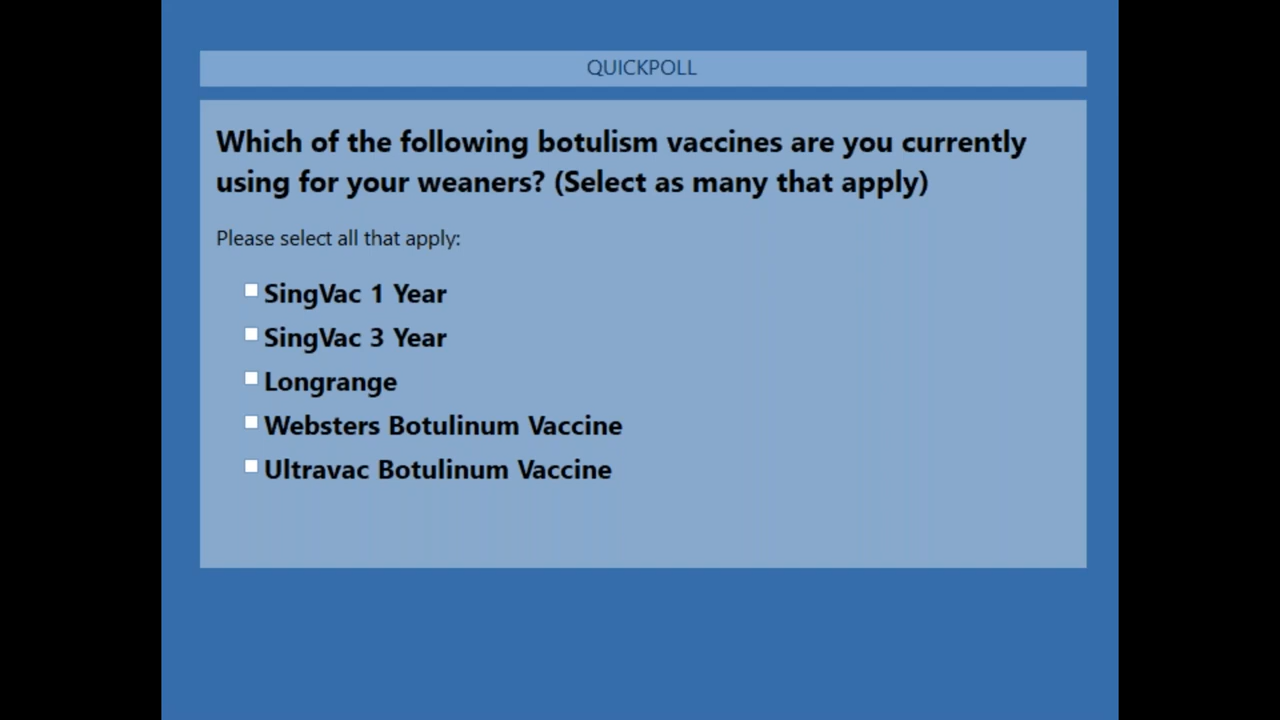 QUICKPOLL
Which of the following botulism vaccines are you currently
using for your weaners? (Select as many that apply)
Please select all that apply:
SingVac 1 Year
SingVac 3 Year
Longrange
Websters Botulinum Vaccine
Ultravac Botulinum Vaccine